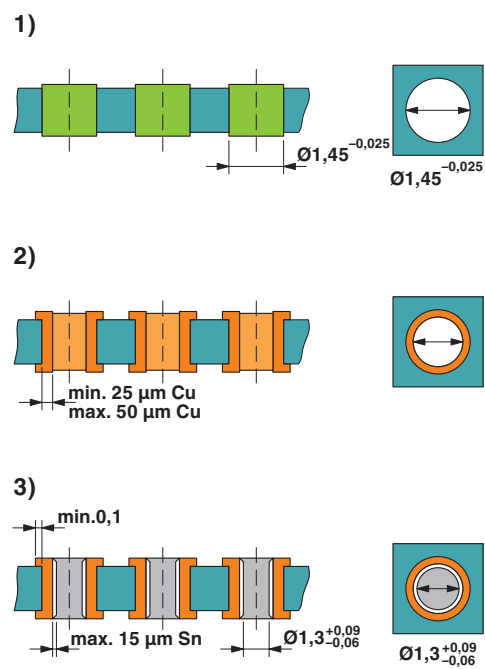 1)
Ø1,45-0,025
Ø1,45-0,025
2)
min. 25 µm Cu
max. 50 µm Cu
3)
min.0,1
max. 15 µm Sn
Ø1,3+0,09-0,06
Ø1,3+0,09-0,06